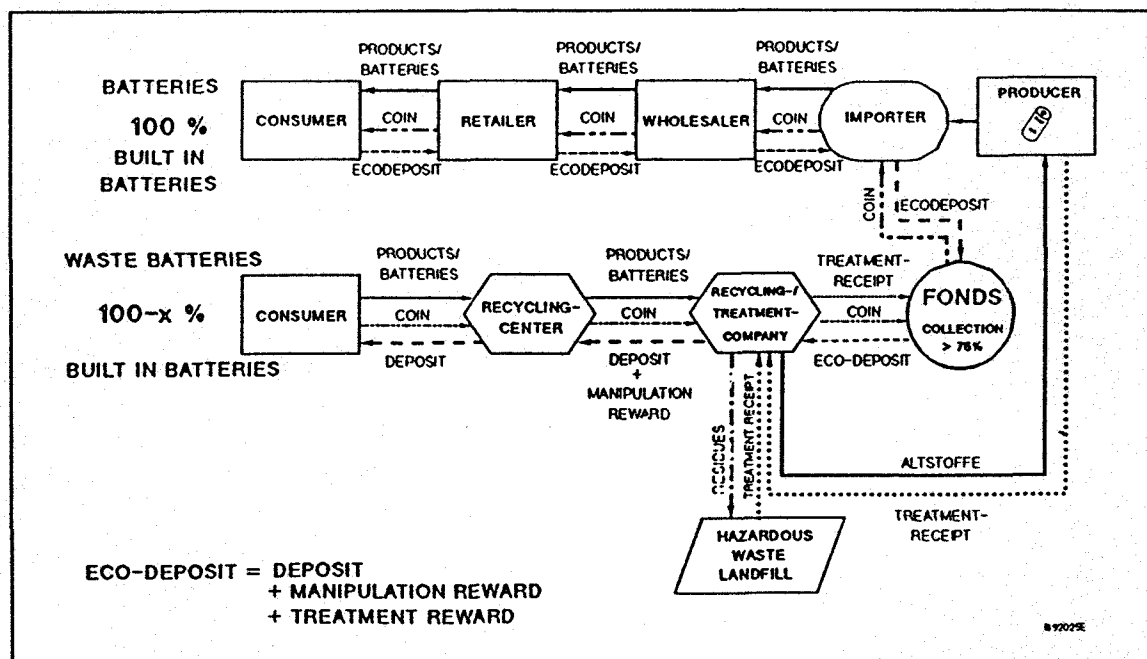 PRODUCTS/
BATTERIES
PRODUCTS/
BATTERIES
PRODUCTS/
BATTERIES
BATTERIES
100 %
BUILT IN
BATTERIES
CONSUMER
COIN
ECODEPOSIT
RETAILER
COIN
ECODEPOSIT
WHOLESALER
COIN
ECODEPOSIT
IMPORTER
PRODUCER
COIN
ECODEPOSIT
WASTE BATTERIES
100-x %
BUILT IN BATTERIES
CONSUMER
PRODUCTS/
BATTERIES
COIN
DEPOSIT
RECYCLING-
CENTER
PRODUCTS/
BATTERIES
COIN
DEPOSIT
+
MANIPULATION
REWARD
RECYCLING-/
TREATMENT-
COMPANY
TREATMENT-
RECEIPT
COIN
ECO-DEPOSIT
FONDS
COLLECTION
> 75%
RESIDUES
TREATMENT RECEIPT
ALTSTOFFE
TREATMENT-
RECEIPT
HAZARDOUS
WASTE
LANDFILL
ECO-DEPOSIT = DEPOSIT
+ MANIPULATION REWARD
+ TREATMENT REWARD